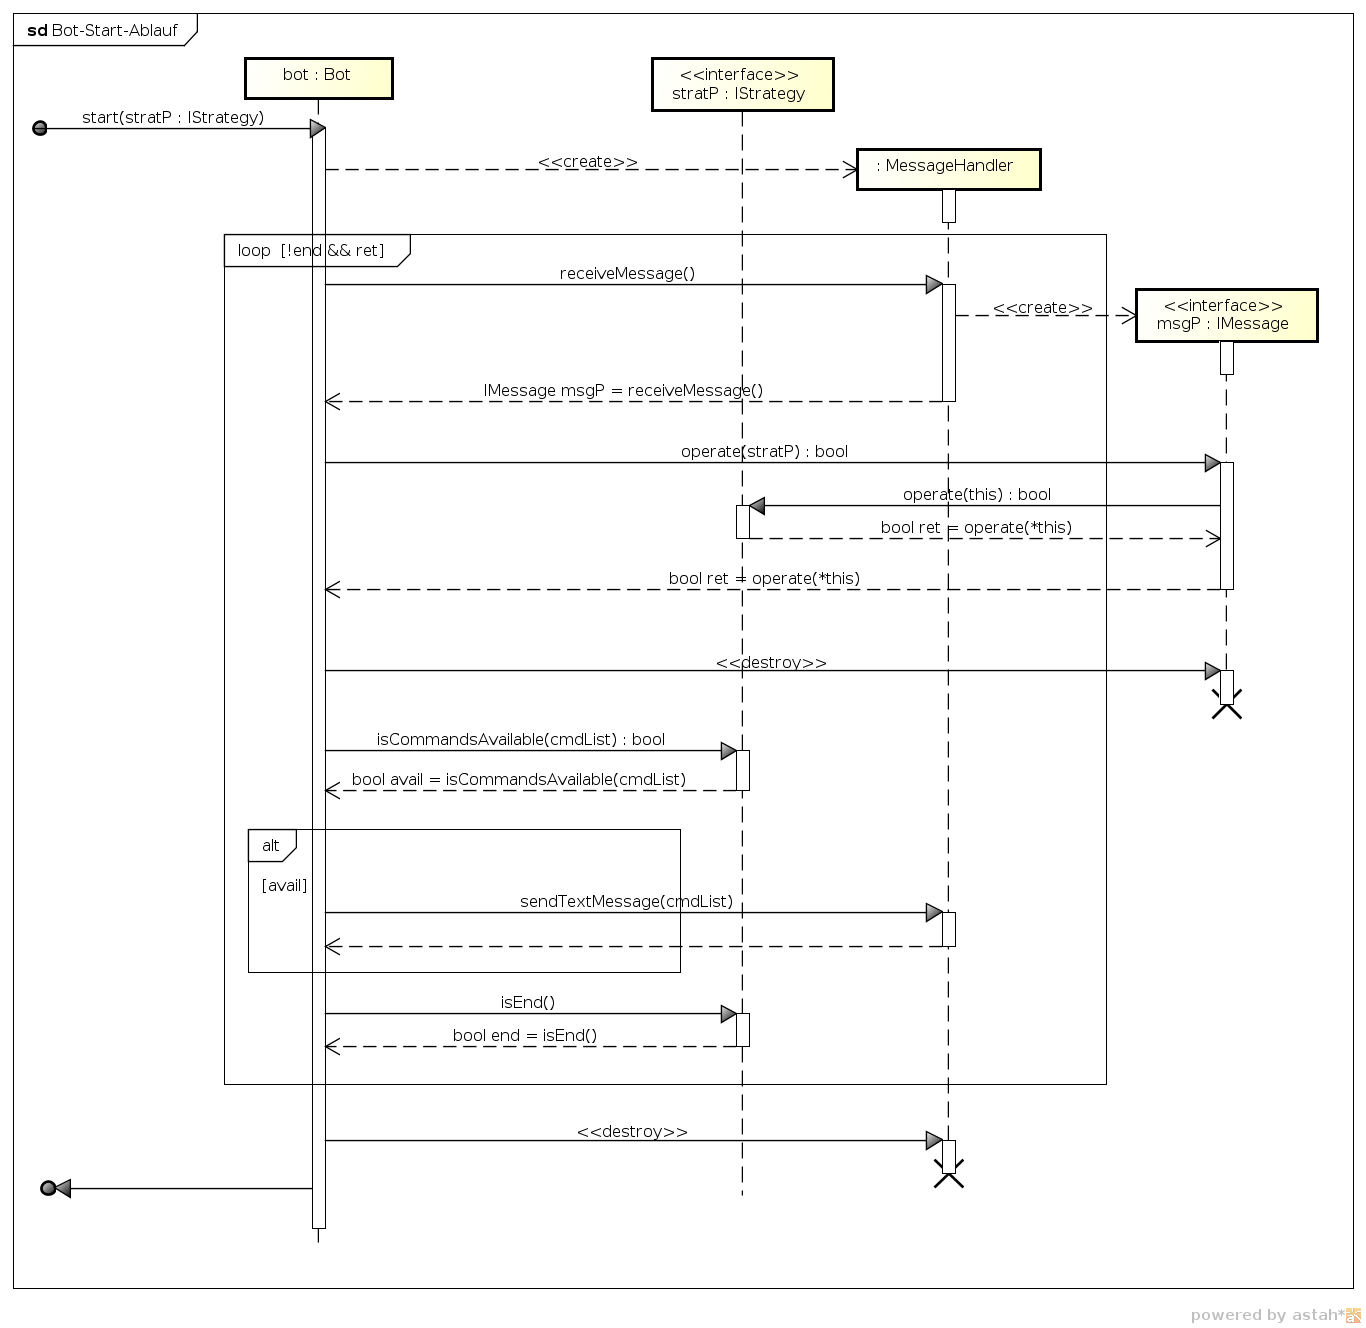 sd Bot-Start-Ablauf
bot : Bot
<<interface>>
stratP : IStrategy
start(stratP : IStrategy)
<<create>>
: MessageHandler
loop [!end && ret]
receiveMessage()
<<create>>
<<interface>>
msgP : IMessage
IMessage msgP = receiveMessage()
operate(stratP) : bool
operate(this) : bool
bool ret = operate(*this)
bool ret = operate(*this)
<<destroy>>
isCommandsAvailable(cmdList) : bool
bool avail = isCommandsAvailable(cmdList)
alt
[avail]
sendTextMessage(cmdList)
isEnd()
bool end = isEnd()
<<destroy>>
powered by astah*